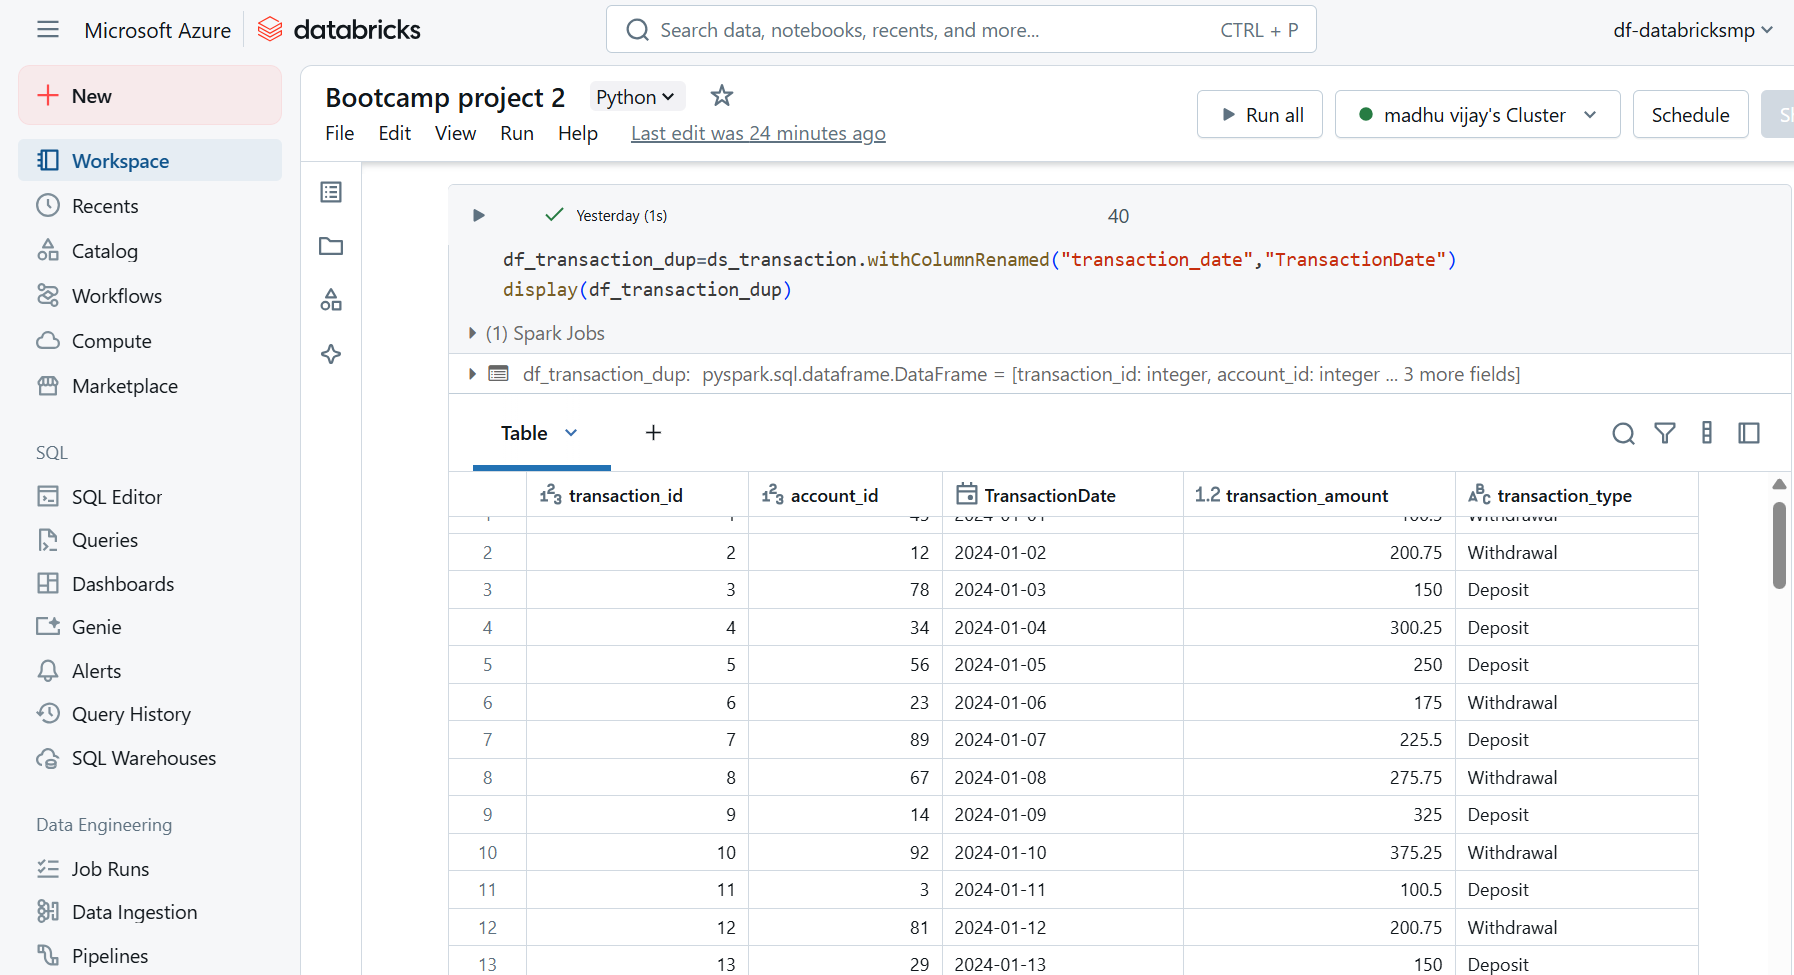 Microsoft Azure databricks Search data, notebooks, recents, and more... CTRL + P df-databricksmp
New
Workspace
Recents
Catalog
Workflows
Compute
Marketplace
SQL
SQL Editor
Queries
Dashboards
Genie
Alerts
Query History
SQL Warehouses
Data Engineering
Job Runs
Data Ingestion
Pipelines
Bootcamp project 2 Python
File Edit View Run Help Last edit was 24 minutes ago
Run all madhu vijay's Cluster Schedule
Yesterday (1s) 40
df_transaction_dup=ds_transaction.withColumnRenamed("transaction_date","TransactionDate")
display(df_transaction_dup)
(1) Spark Jobs
df_transaction_dup: pyspark.sql.dataframe.DataFrame = [transaction_id: integer, account_id: integer ... 3 more fields]
Table +
123 transaction_id 123 account_id TransactionDate 1.2 transaction_amount ABC transaction_type
2 2 12 2024-01-02 200.75 Withdrawal
3 3 78 2024-01-03 150 Deposit
4 4 34 2024-01-04 300.25 Deposit
5 5 56 2024-01-05 250 Deposit
6 6 23 2024-01-06 175 Withdrawal
7 7 89 2024-01-07 225.5 Deposit
8 8 67 2024-01-08 275.75 Withdrawal
9 9 14 2024-01-09 325 Deposit
10 10 92 2024-01-10 375.25 Withdrawal
11 11 3 2024-01-11 100.5 Deposit
12 12 81 2024-01-12 200.75 Withdrawal
13 13 29 2024-01-13 150 Deposit